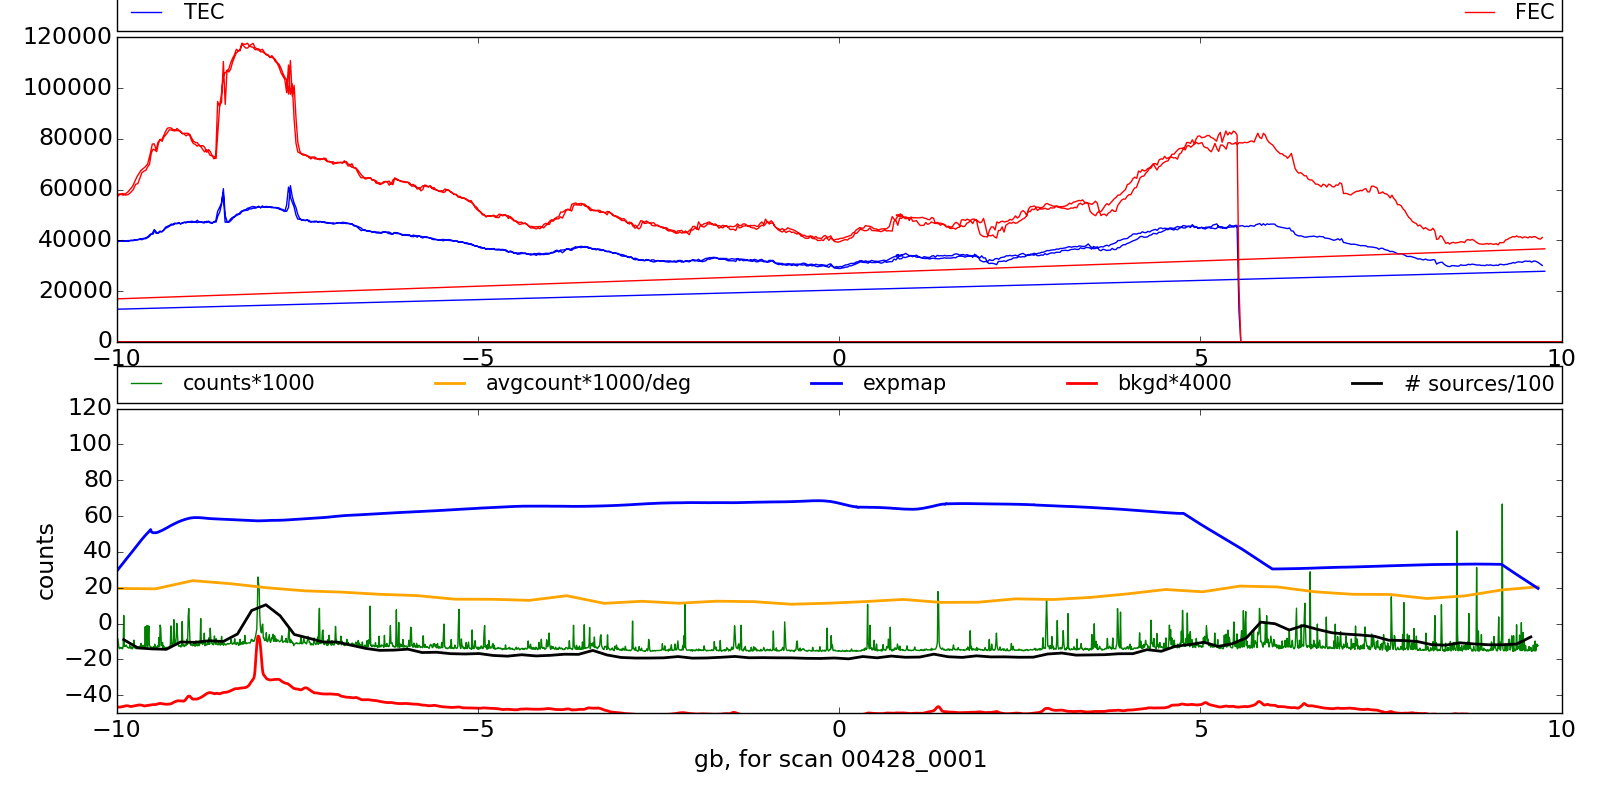 TEC FEC
120000
100000
80000
60000
40000
20000
0
−10 −5 0 5 10
counts*1000 avgcount*1000/deg expmap bkgd*4000 # sources/100
120
100
80
60
40
20
0
−20
−40
counts
−10 −5 0 5 10
gb, for scan 00428_0001